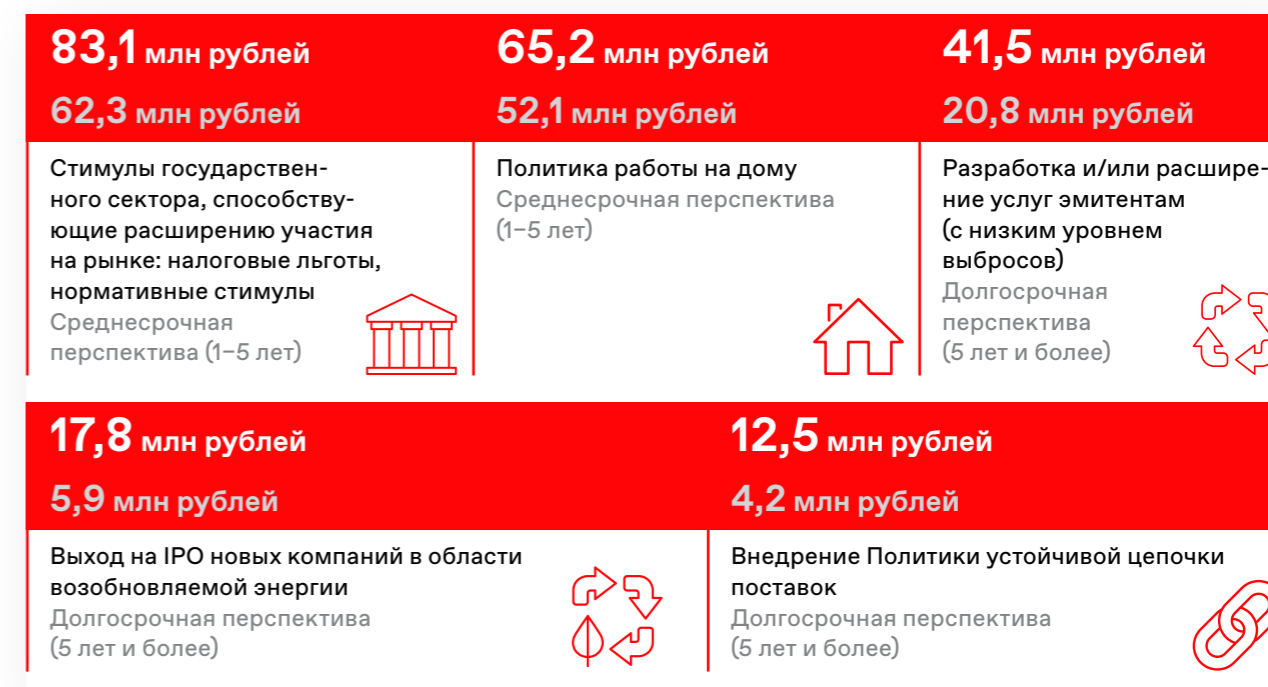 83,1 млн рублей
62,3 млн рублей
Стимулы государствен-
ного сектора, способству-
ющие расширению участия
на рынке: налоговые льготы,
нормативные стимулы
Среднесрочная
перспектива (1–5 лет)
65,2 млн рублей
52,1 млн рублей
Политика работы на дому
Среднесрочная перспектива
(1–5 лет)
41,5 млн рублей
20,8 млн рублей
Разработка и/или расшире-
ние услуг эмитентам
(с низким уровнем
выбросов)
Долгосрочная
перспектива
(5 лет и более)
17,8 млн рублей
5,9 млн рублей
Выход на IPO новых компаний в области
возобновляемой энергии
Долгосрочная перспектива
(5 лет и более)
12,5 млн рублей
4,2 млн рублей
Внедрение Политики устойчивой цепочки
поставок
Долгосрочная перспектива
(5 лет и более)